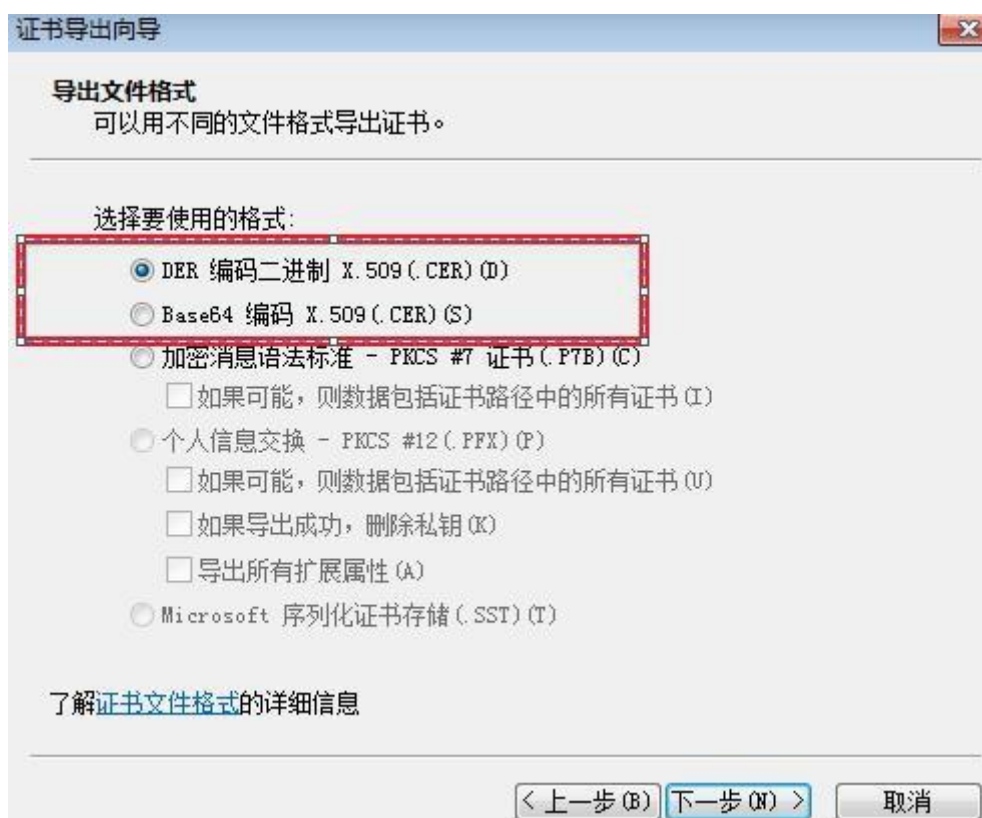 证书导出向导
导出文件格式
可以用不同的文件格式导出证书。
选择要使用的格式:
DER 编码二进制 X.509(.CER)(D)
Base64 编码 X.509(.CER)(S)
加密消息语法标准 - PKCS #7 证书(.P7B)(C)
如果可能，则数据包括证书路径中的所有证书(I)
个人信息交换 - PKCS #12(.PFX)(P)
如果可能，则数据包括证书路径中的所有证书(U)
如果导出成功，删除私钥(K)
导出所有扩展属性(A)
Microsoft 序列化证书存储(.SST)(T)
了解证书文件格式的详细信息
< 上一步(B) 下一步(N) > 取消